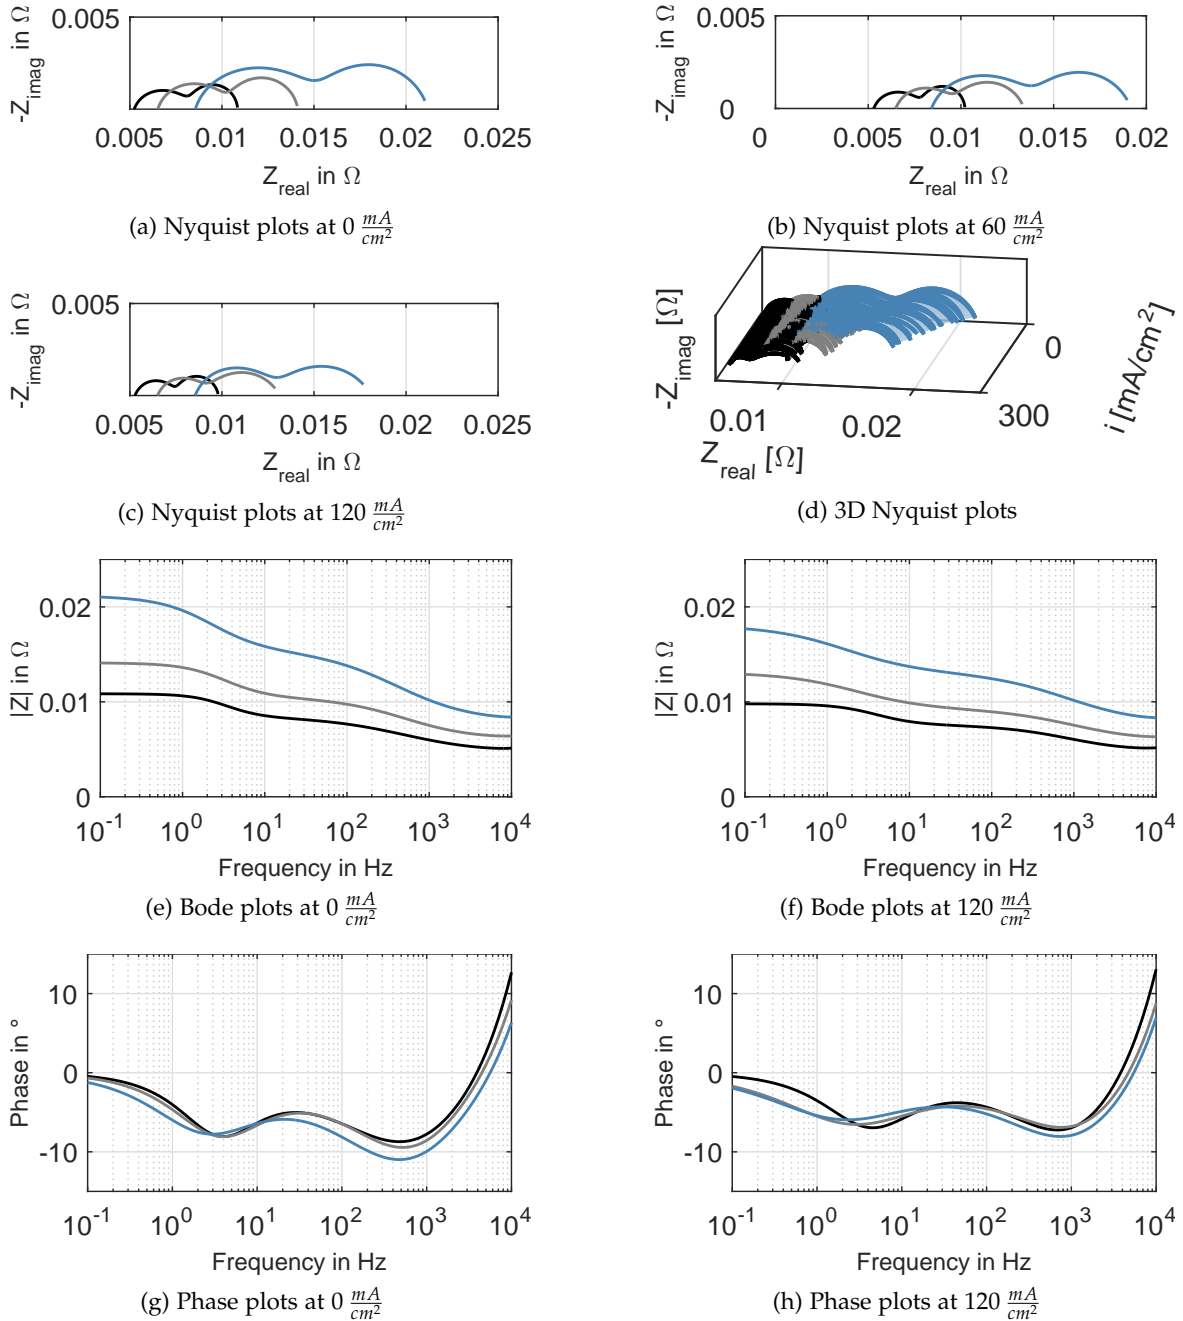 0.005
-Z_imag in Ω
0.005 0.01 0.015 0.02 0.025
Z_real in Ω
(a) Nyquist plots at 0 mA/cm²
0.005
0
-Z_imag in Ω
0 0.005 0.01 0.015 0.02
Z_real in Ω
(b) Nyquist plots at 60 mA/cm²
0.005
-Z_imag in Ω
0.005 0.01 0.015 0.02 0.025
Z_real in Ω
(c) Nyquist plots at 120 mA/cm²
-Z_imag [Ω]
0.01 0.02
Z_real [Ω]
0
300
i [mA/cm²]
(d) 3D Nyquist plots
0.02
0.01
0
|Z| in Ω
10^-1 10^0 10^1 10^2 10^3 10^4
Frequency in Hz
(e) Bode plots at 0 mA/cm²
0.02
0.01
0
|Z| in Ω
10^-1 10^0 10^1 10^2 10^3 10^4
Frequency in Hz
(f) Bode plots at 120 mA/cm²
10
0
-10
Phase in °
10^-1 10^0 10^1 10^2 10^3 10^4
Frequency in Hz
(g) Phase plots at 0 mA/cm²
10
0
-10
Phase in °
10^-1 10^0 10^1 10^2 10^3 10^4
Frequency in Hz
(h) Phase plots at 120 mA/cm²